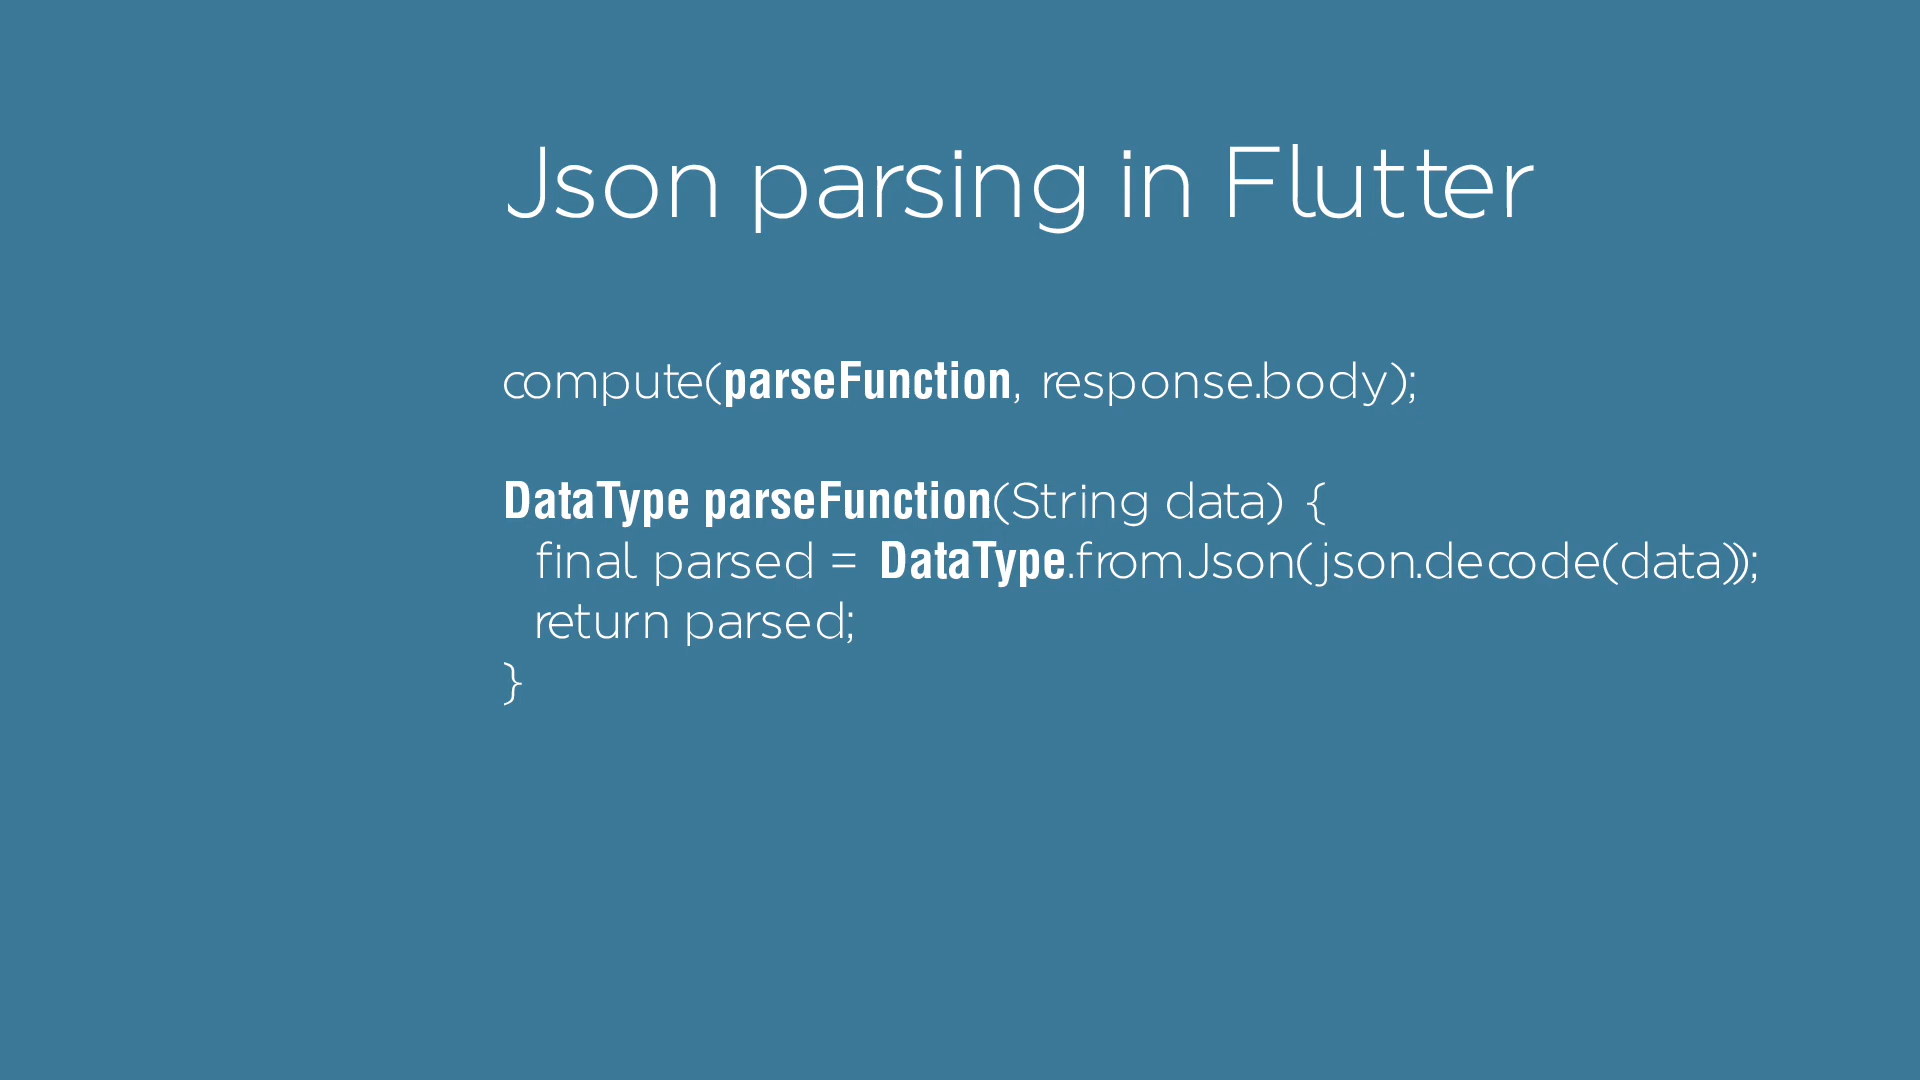 Json parsing in Flutter
compute(parseFunction, response.body);
DataType parseFunction(String data) {
final parsed = DataType.fromJson(json.decode(data));
return parsed;
}